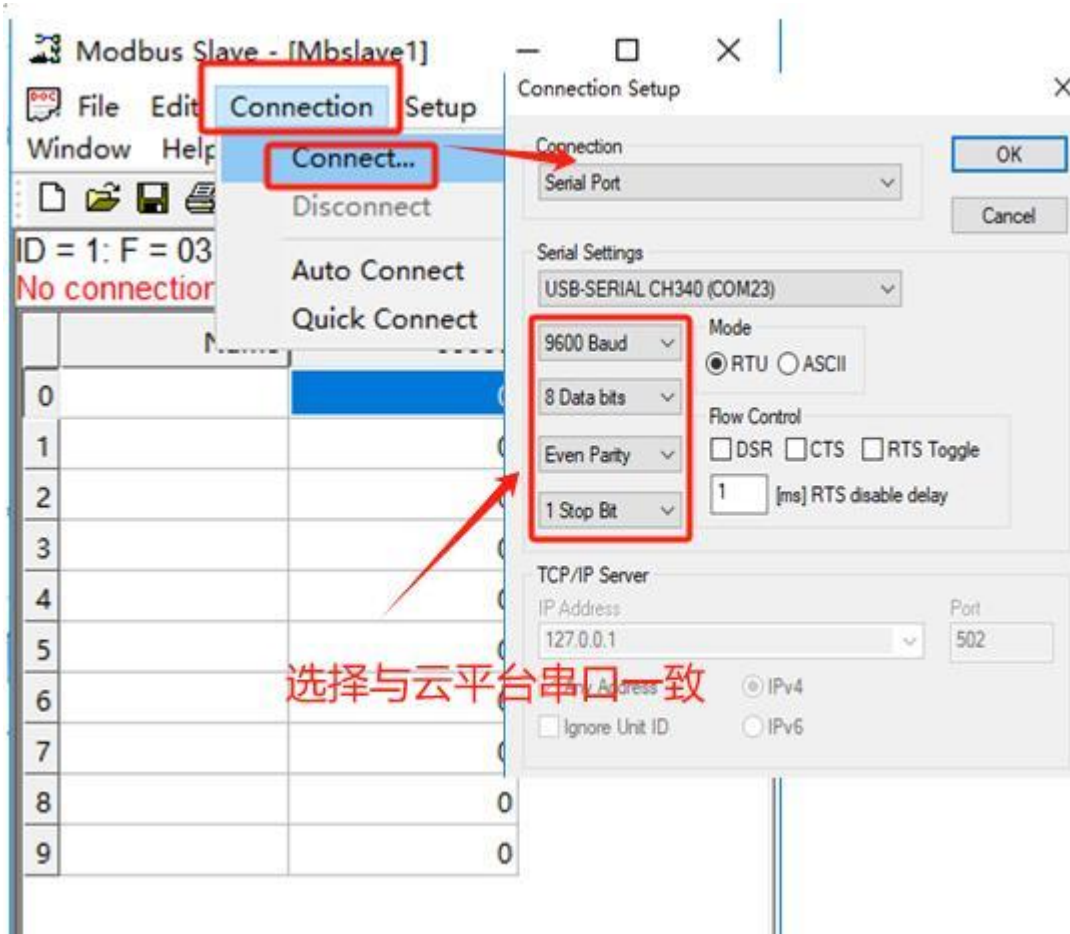 Modbus Slave - [Mbslave1]
File Edit Connection Setup
Window Help
Connect...
Disconnect
Auto Connect
Quick Connect
ID = 1: F = 03
No connection
0
0
1
2
3
4
5
6
7
8
0
9
0
Connection Setup
Connection
Serial Port
OK
Cancel
Serial Settings
USB-SERIAL CH340 (COM23)
9600 Baud
8 Data bits
Even Parity
1 Stop Bit
Mode
RTU
ASCII
Flow Control
DSR
CTS
RTS Toggle
1
[ms] RTS disable delay
TCP/IP Server
IP Address
Port
127.0.0.1
502
选择与云平台串口一致
Address
IPv4
Ignore Unit ID
IPv6